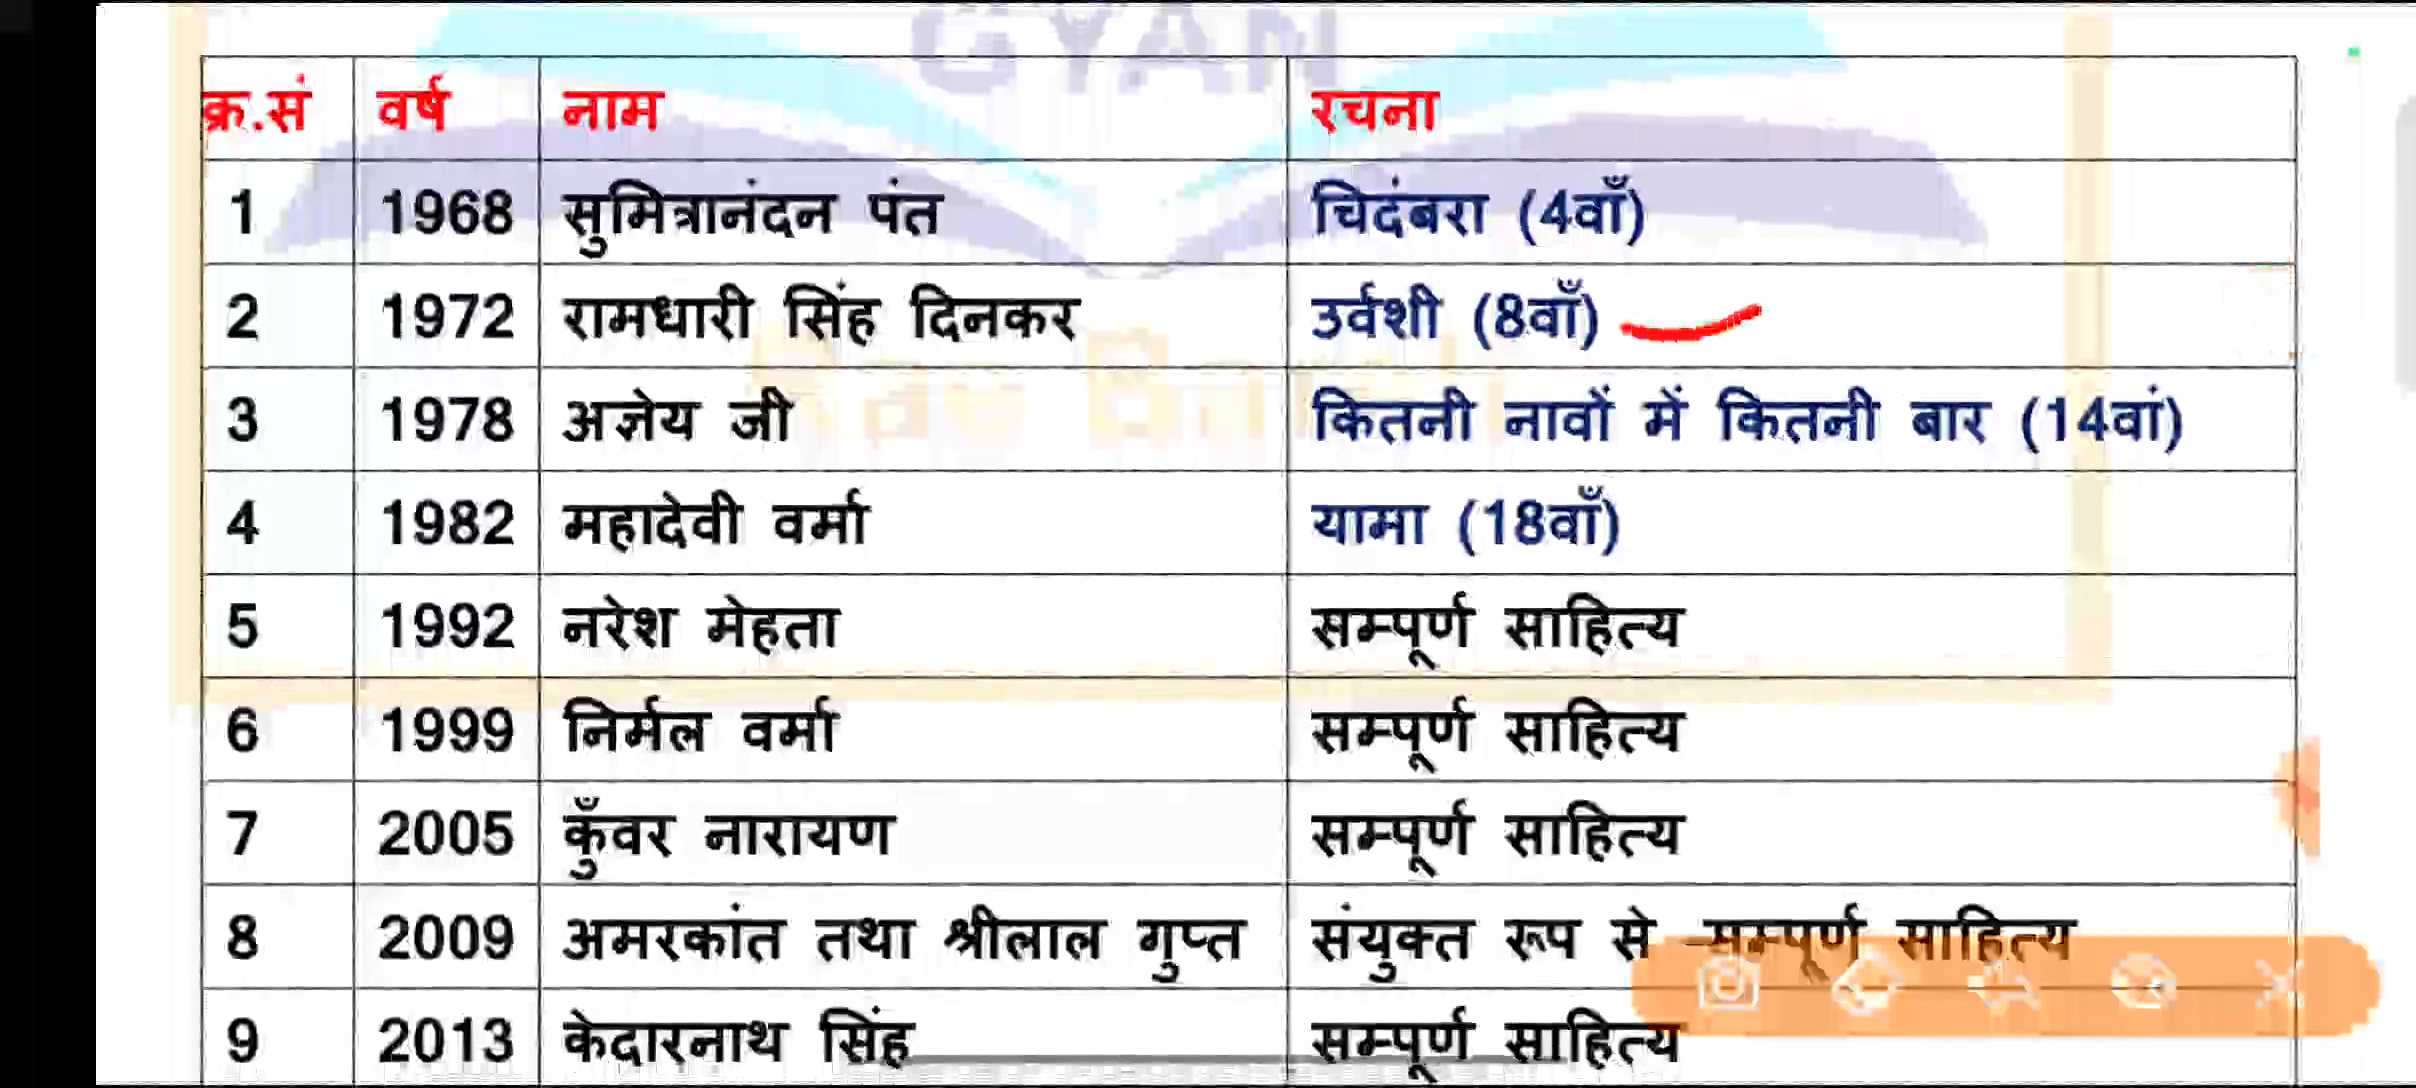 GYAN
क्र.सं वर्ष नाम रचना
1 1968 सुमित्रानंदन पंत चिदंबरा (4वाँ)
2 1972 रामधारी सिंह दिनकर उर्वशी (8वाँ)
3 1978 अज्ञेय जी कितनी नावों में कितनी बार (14वां)
4 1982 महादेवी वर्मा यामा (18वाँ)
5 1992 नरेश मेहता सम्पूर्ण साहित्य
6 1999 निर्मल वर्मा सम्पूर्ण साहित्य
7 2005 कुँवर नारायण सम्पूर्ण साहित्य
8 2009 अमरकांत तथा श्रीलाल गुप्त संयुक्त रूप से सम्पूर्ण साहित्य
9 2013 केदारनाथ सिंह सम्पूर्ण साहित्य